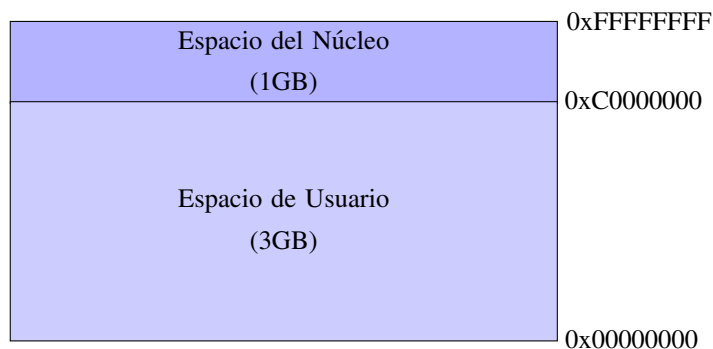 0xFFFFFFFF
Espacio del Núcleo
(1GB)
0xC0000000
Espacio de Usuario
(3GB)
0x00000000